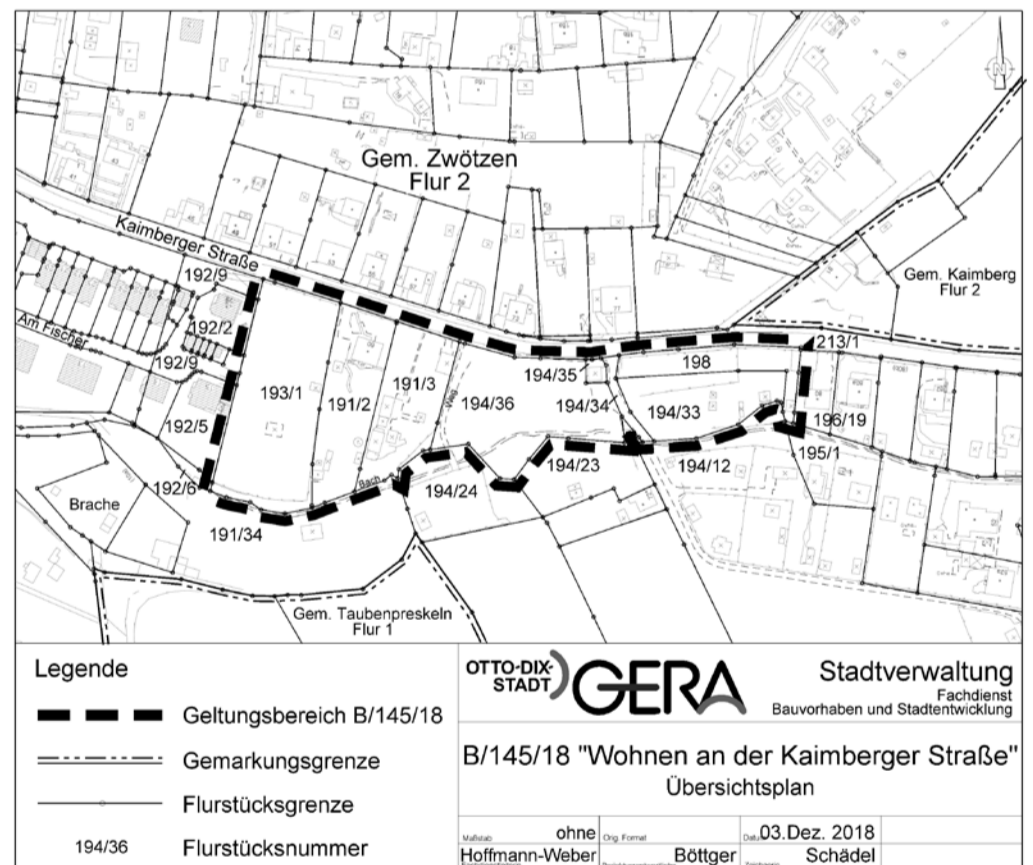 Gem. Zwötzen
Flur 2
Kaimberger Straße
Gem. Kaimberg
Flur 2
192/9
192/2
Am Fischer
192/9
213/1
198
194/35
193/1
191/2
191/3
194/36
Weg
194/34
194/33
196/19
192/5
195/1
194/23
194/12
192/6
Bach
194/24
Brache
191/34
Gem. Taubenpreskeln
Flur 1
Legende
Geltungsbereich B/145/18
Gemarkungsgrenze
Flurstücksgrenze
194/36 Flurstücksnummer
OTTO-DIX-
STADT
GERA
Stadtverwaltung
Fachdienst
Bauvorhaben und Stadtentwicklung
B/145/18 "Wohnen an der Kaimberger Straße"
Übersichtsplan
Maßstab ohne Orig. Format Datum 03.Dez. 2018
Hoffmann-Weber Böttger Schädel